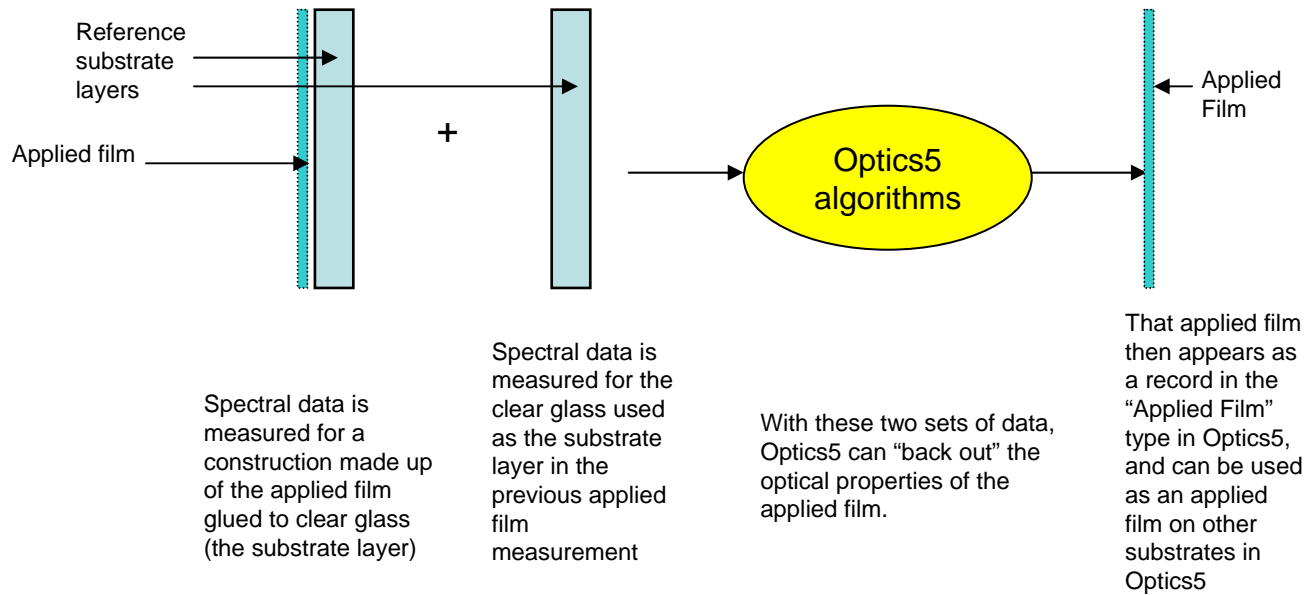 Reference
substrate
layers
Applied film
+
Optics5
algorithms
Applied
Film
Spectral data is
measured for a
construction made up
of the applied film
glued to clear glass
(the substrate layer)
Spectral data is
measured for the
clear glass used
as the substrate
layer in the
previous applied
film
measurement
With these two sets of data,
Optics5 can “back out” the
optical properties of the
applied film.
That applied film
then appears as
a record in the
“Applied Film”
type in Optics5,
and can be used
as an applied
film on other
substrates in
Optics5